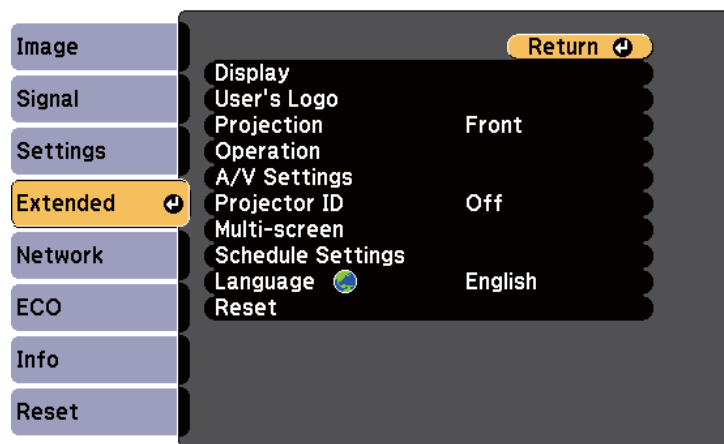 Image
Signal
Settings
Extended
Network
ECO
Info
Reset
Return
Display
User's Logo
Projection Front
Operation
A/V Settings
Projector ID Off
Multi-screen
Schedule Settings
Language English
Reset